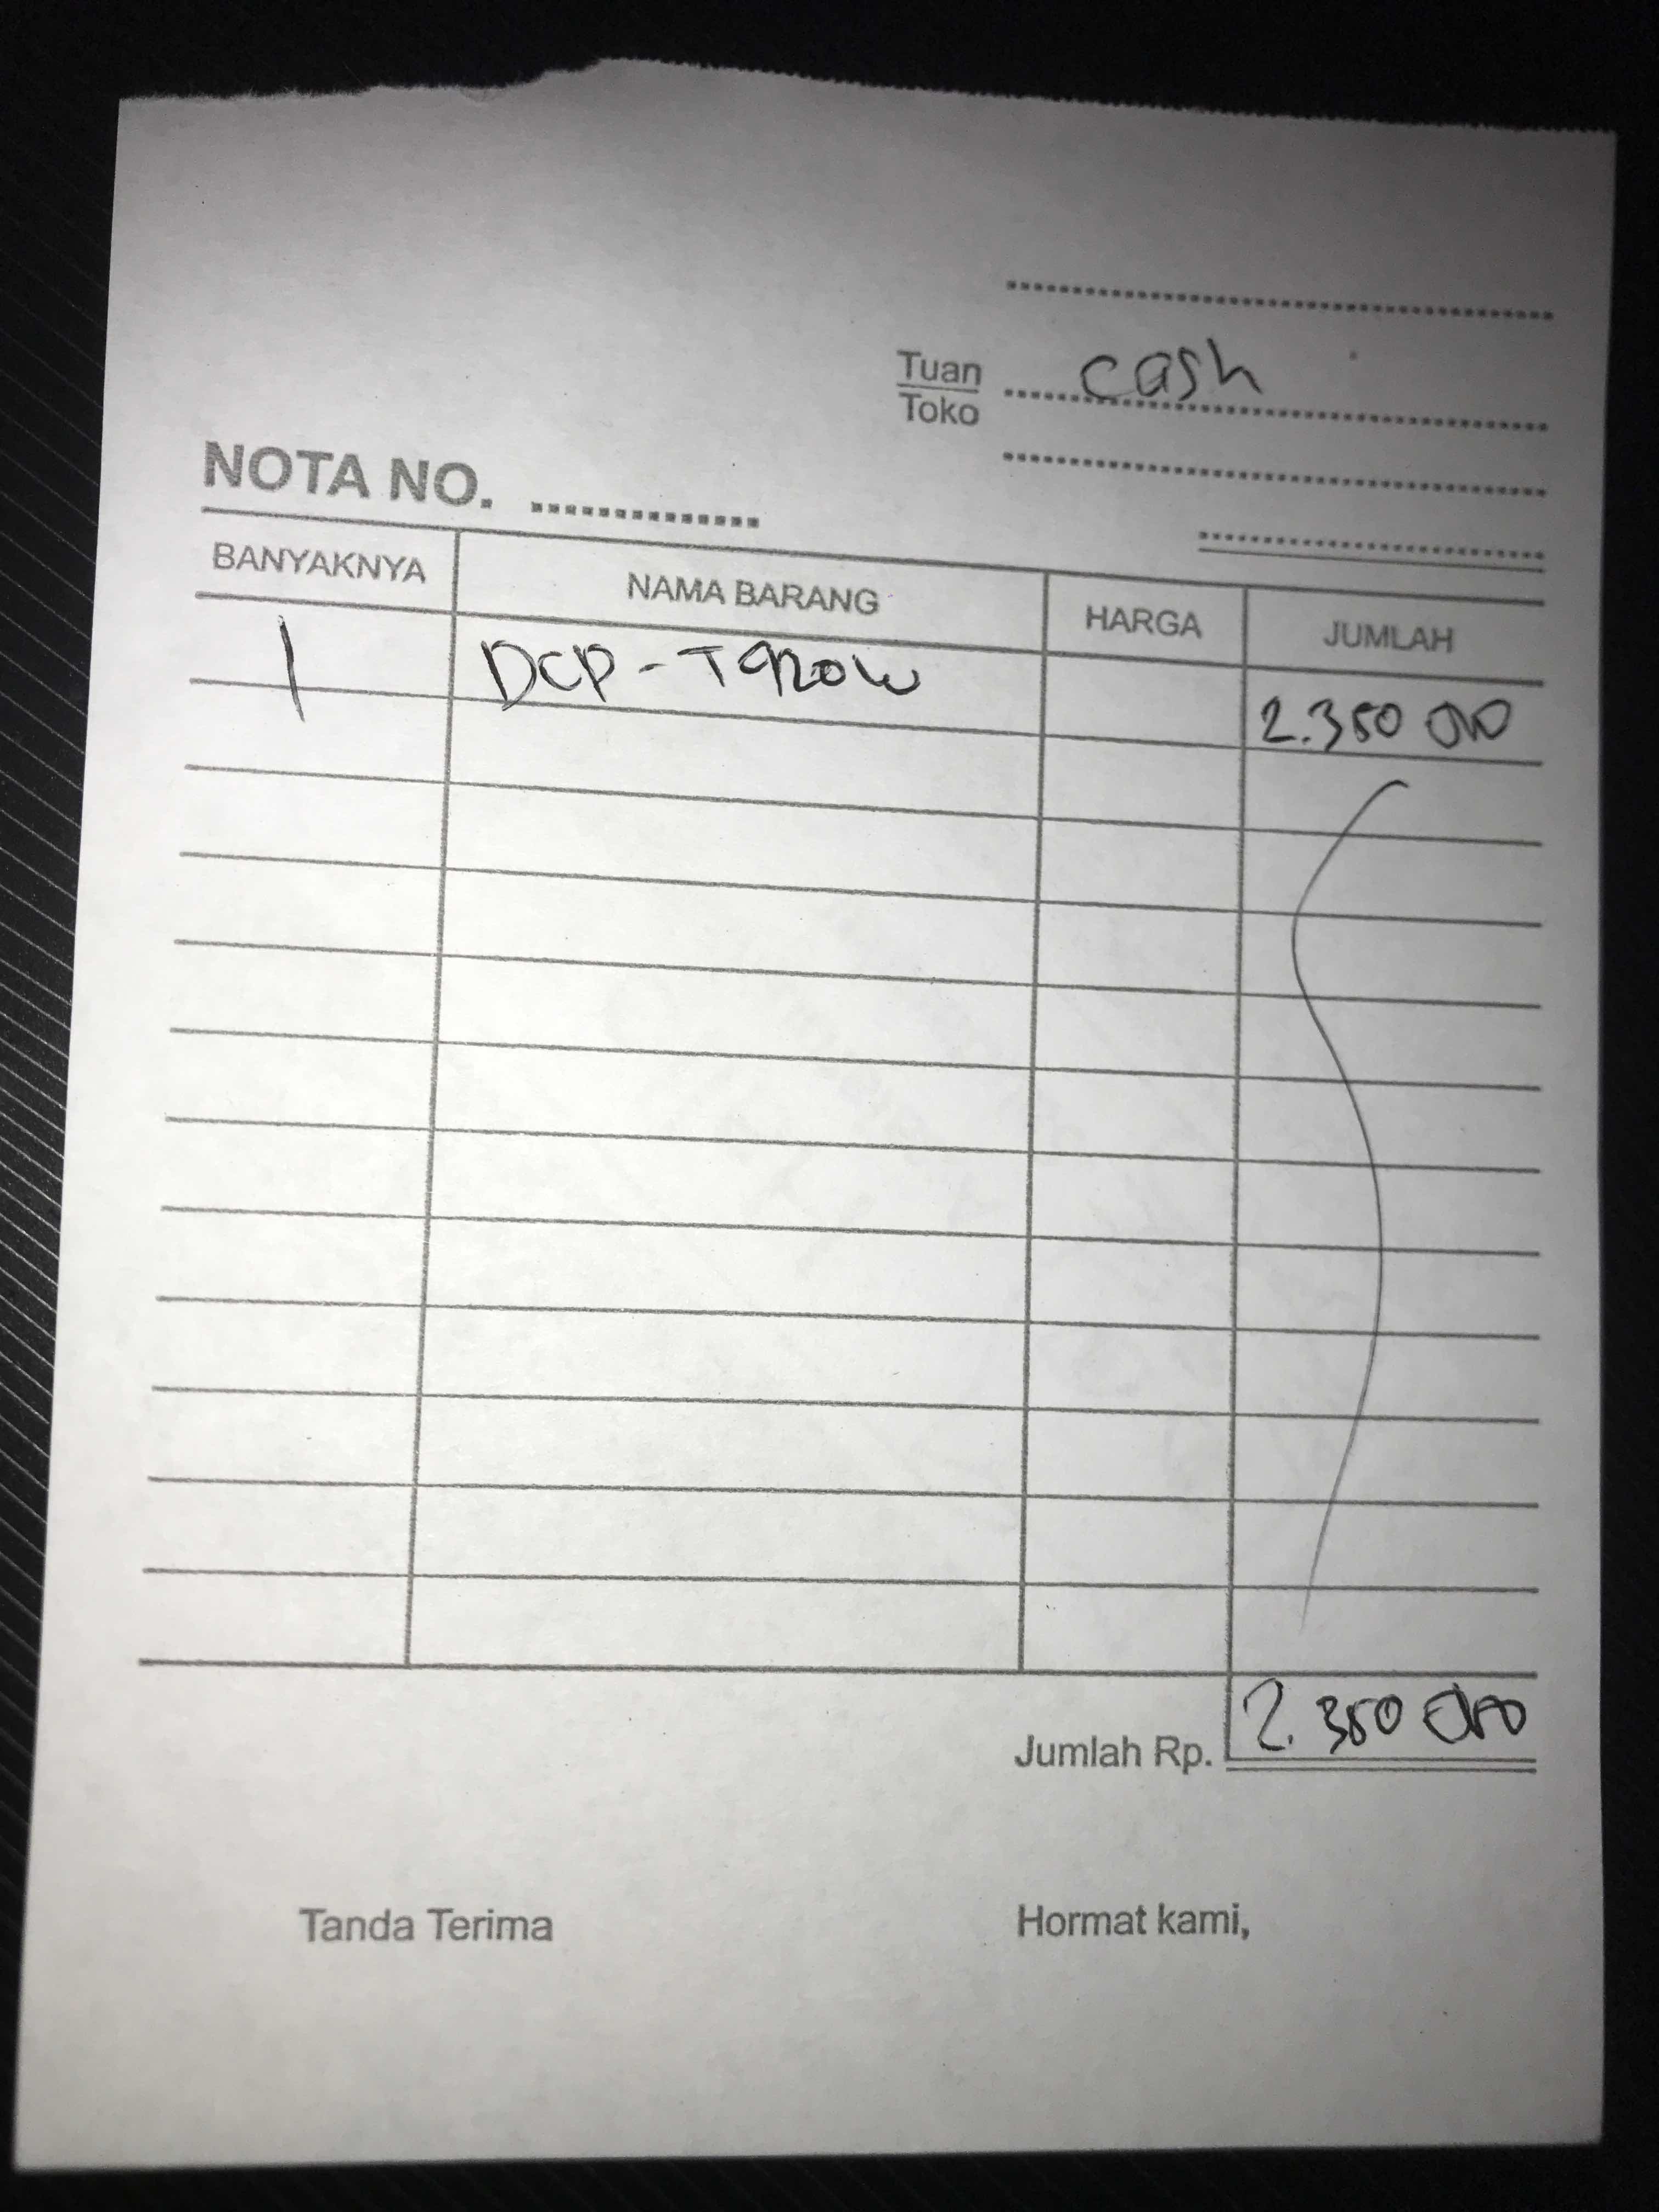 Tuan cash
Toko
NOTA NO.
BANYAKNYA NAMA BARANG HARGA JUMLAH
1 DCP-T920W 2.350 000
Jumlah Rp. 2.350 000
Tanda Terima Hormat kami,